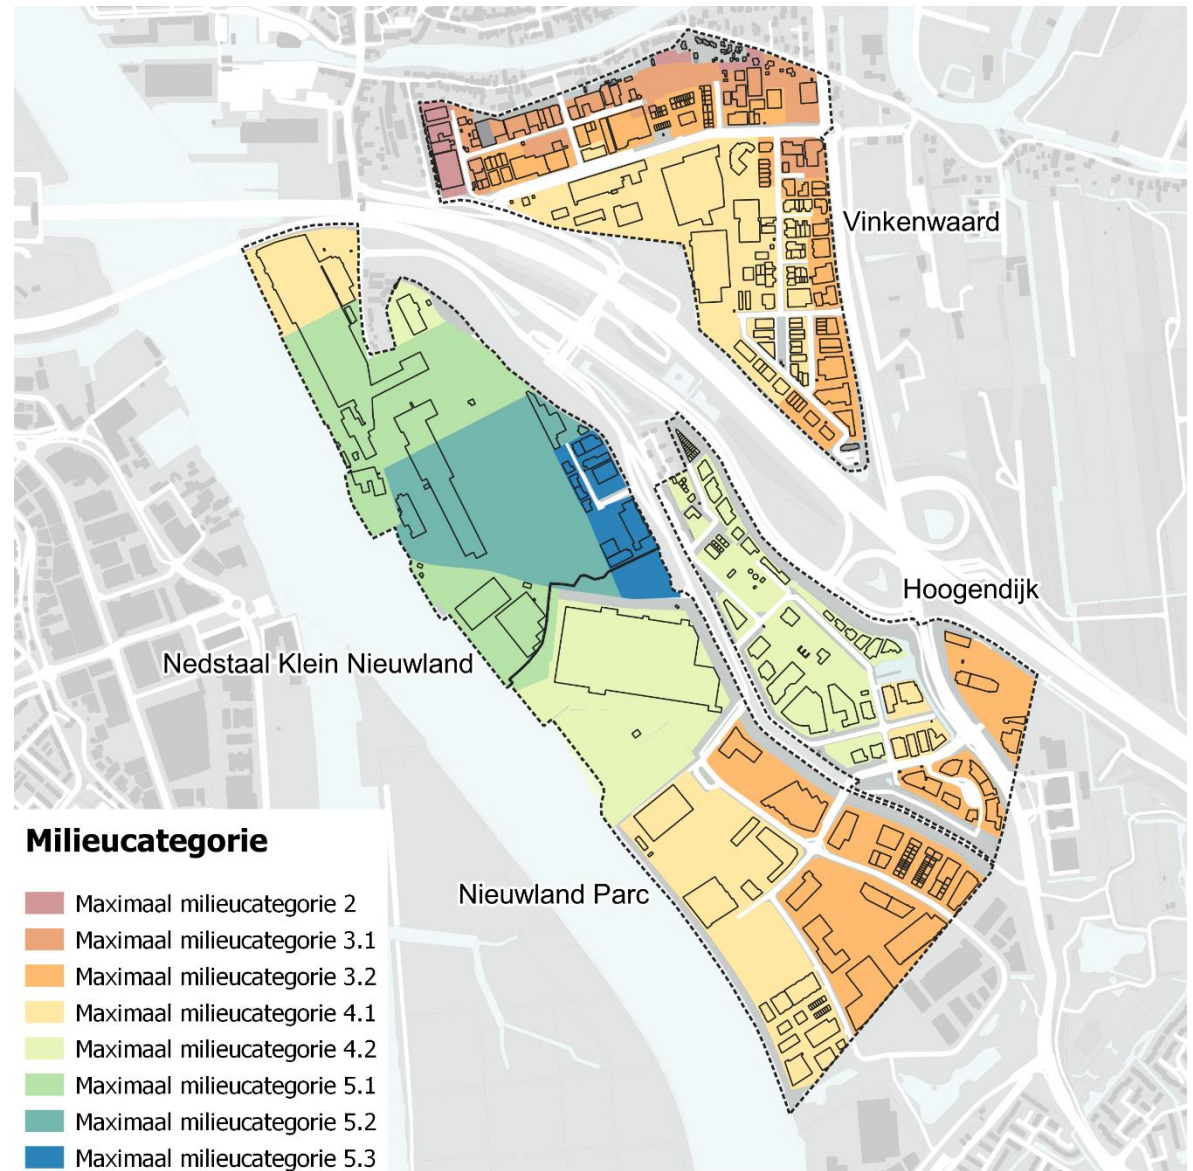 Vinkenwaard
Hoogendijk
Nedstaal Klein Nieuwland
Nieuwland Parc
Milieucategorie
Maximaal milieucategorie 2
Maximaal milieucategorie 3.1
Maximaal milieucategorie 3.2
Maximaal milieucategorie 4.1
Maximaal milieucategorie 4.2
Maximaal milieucategorie 5.1
Maximaal milieucategorie 5.2
Maximaal milieucategorie 5.3